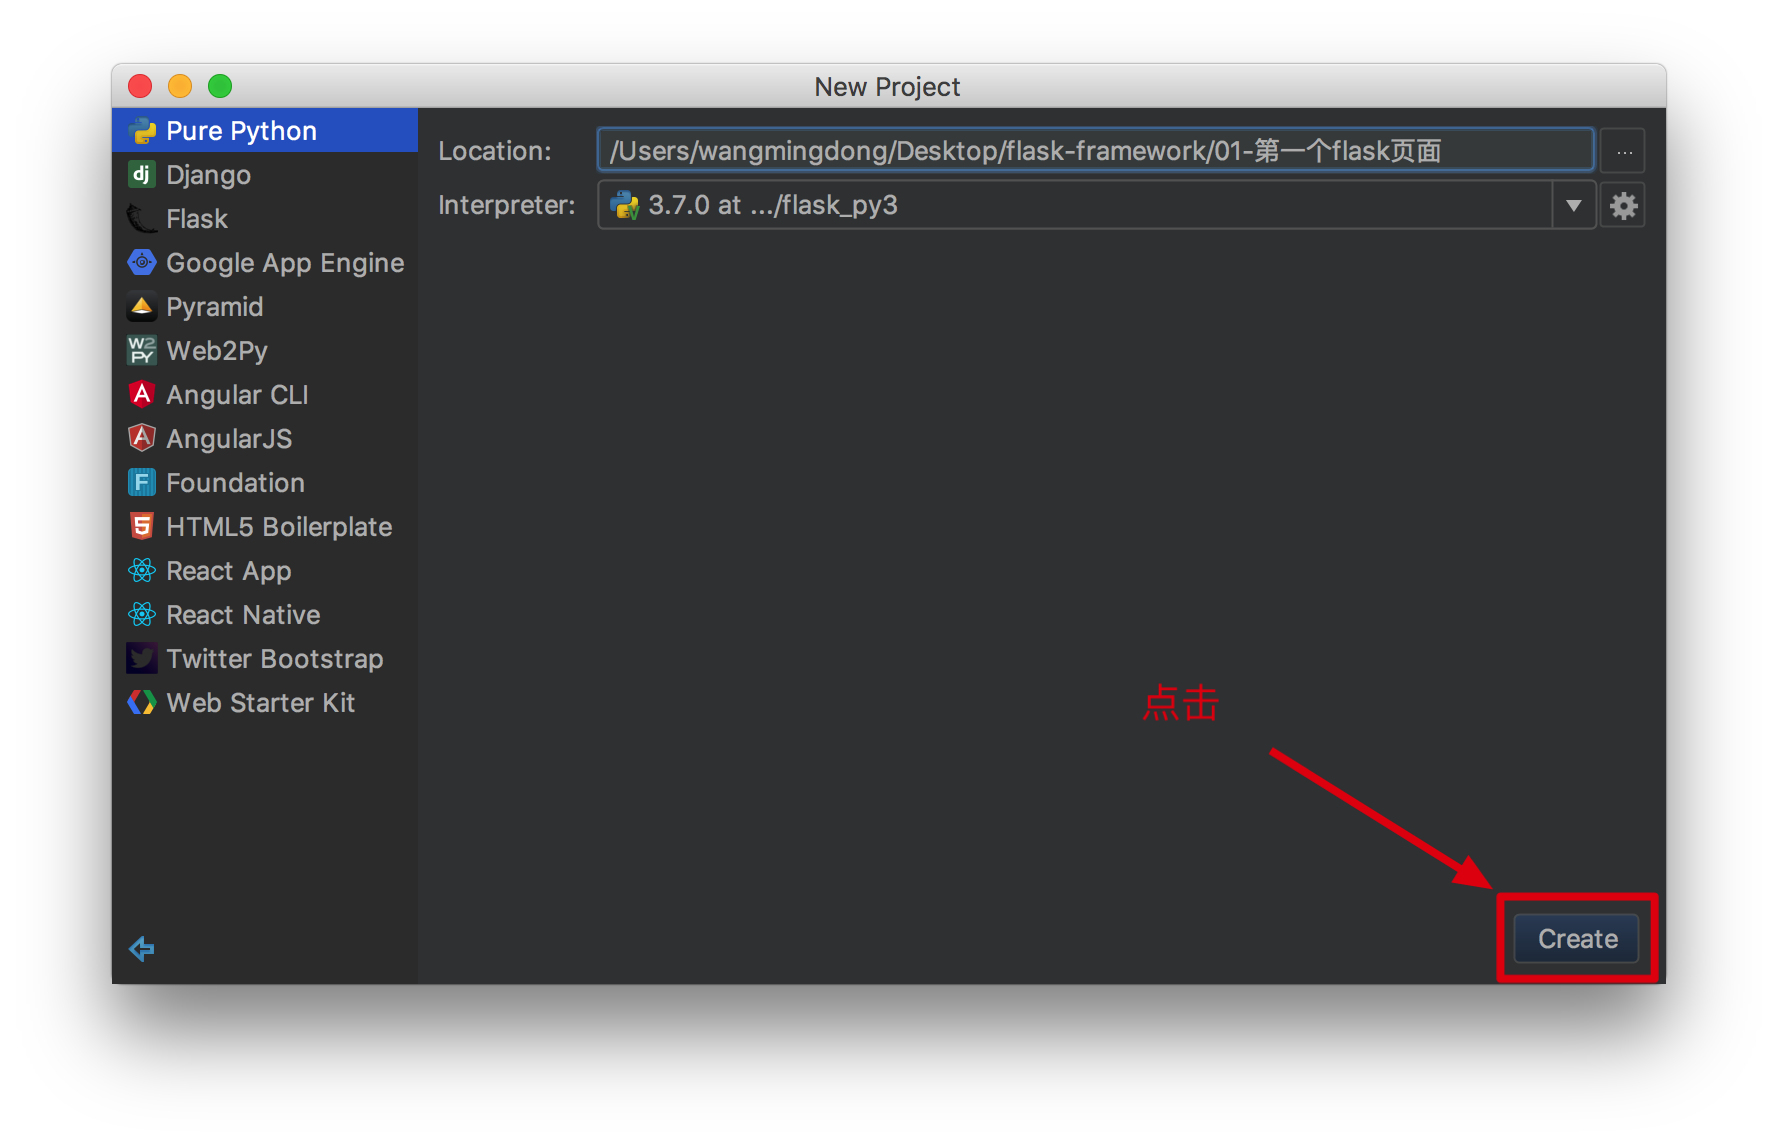 New Project
Pure Python
dj Django
Flask
Google App Engine
Pyramid
W2PY Web2Py
Angular CLI
AngularJS
Foundation
HTML5 Boilerplate
React App
React Native
Twitter Bootstrap
Web Starter Kit
Location: /Users/wangmingdong/Desktop/flask-framework/01-第一个flask页面 ...
Interpreter: 3.7.0 at .../flask_py3
点击
Create